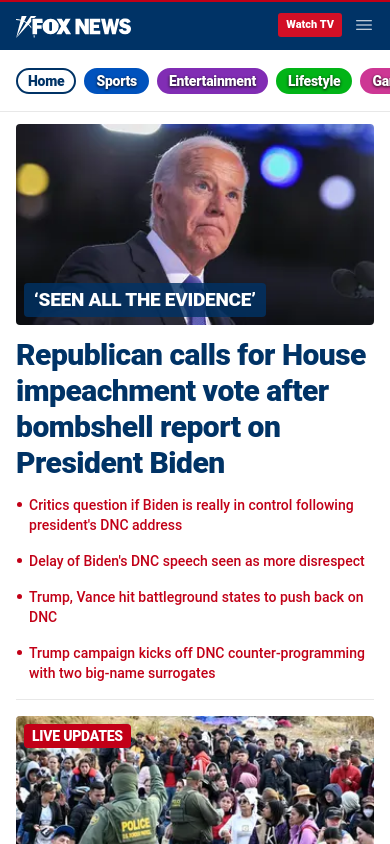 FOX NEWS
Watch TV
Home
Sports
Entertainment
Lifestyle
Ga
‘SEEN ALL THE EVIDENCE’
Republican calls for House
impeachment vote after
bombshell report on
President Biden
• Critics question if Biden is really in control following
president's DNC address
• Delay of Biden's DNC speech seen as more disrespect
• Trump, Vance hit battleground states to push back on
DNC
• Trump campaign kicks off DNC counter-programming
with two big-name surrogates
LIVE UPDATES
POLICE